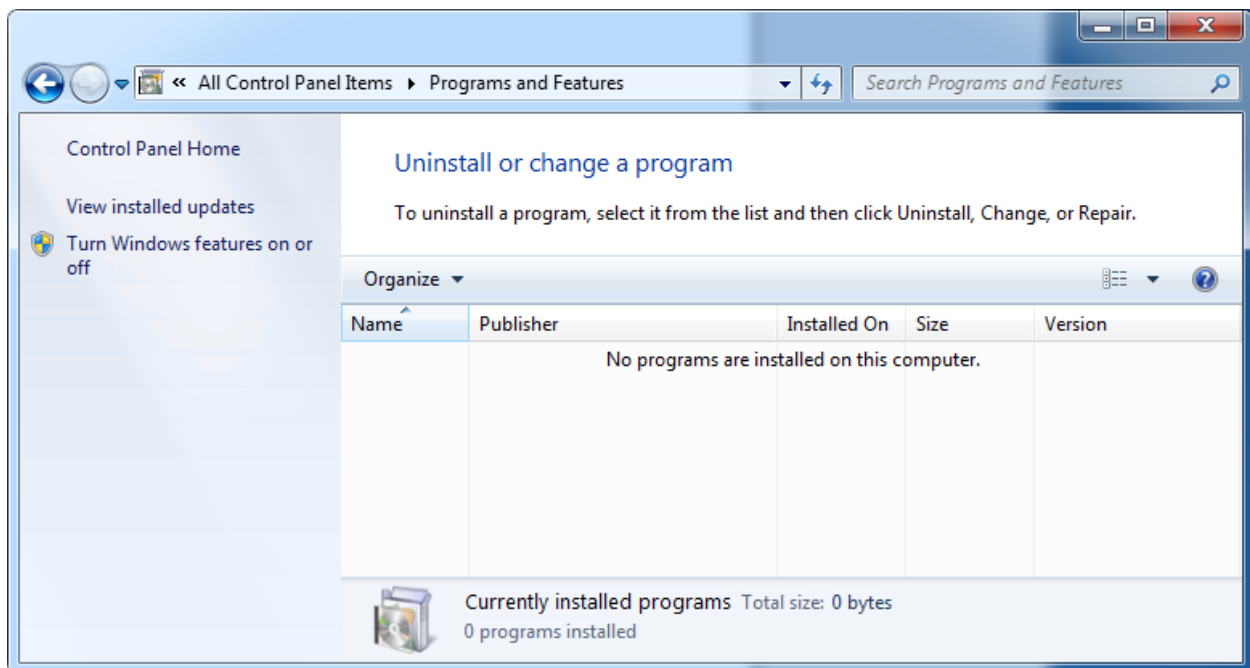 « All Control Panel Items ▸ Programs and Features
Search Programs and Features
Control Panel Home
View installed updates
Turn Windows features on or
off
Uninstall or change a program
To uninstall a program, select it from the list and then click Uninstall, Change, or Repair.
Organize
Name Publisher Installed On Size Version
No programs are installed on this computer.
Currently installed programs Total size: 0 bytes
0 programs installed